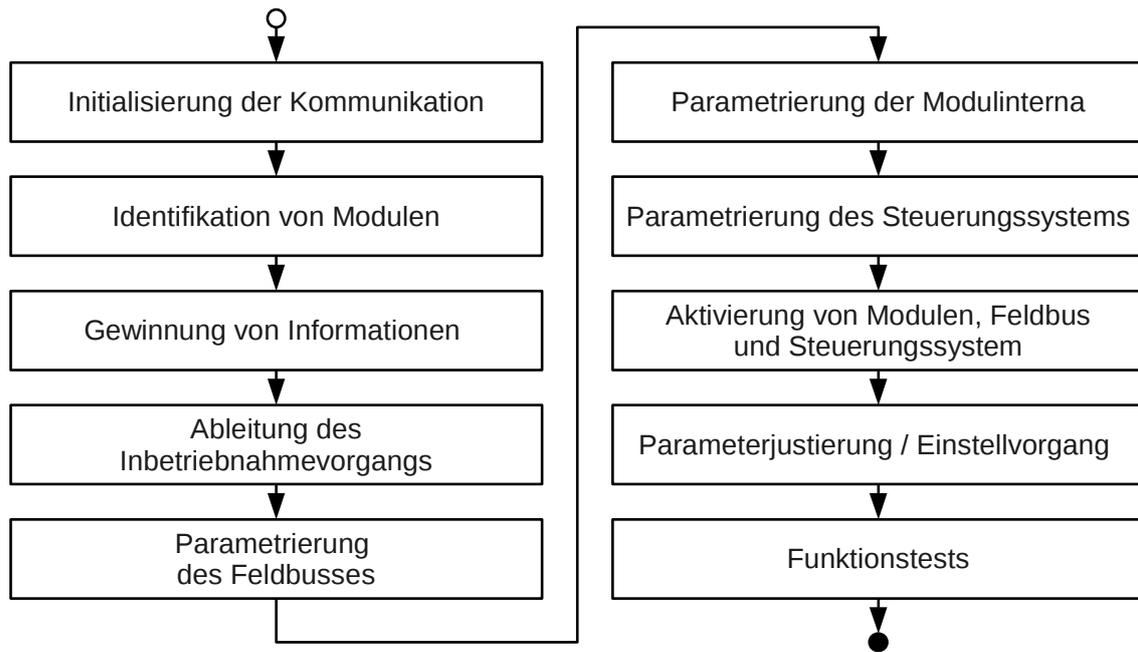 Initialisierung der Kommunikation
Identifikation von Modulen
Gewinnung von Informationen
Ableitung des
Inbetriebnahmevorgangs
Parametrierung
des Feldbusses
Parametrierung der Modulinterna
Parametrierung des Steuerungssystems
Aktivierung von Modulen, Feldbus
und Steuerungssystem
Parameterjustierung / Einstellvorgang
Funktionstests